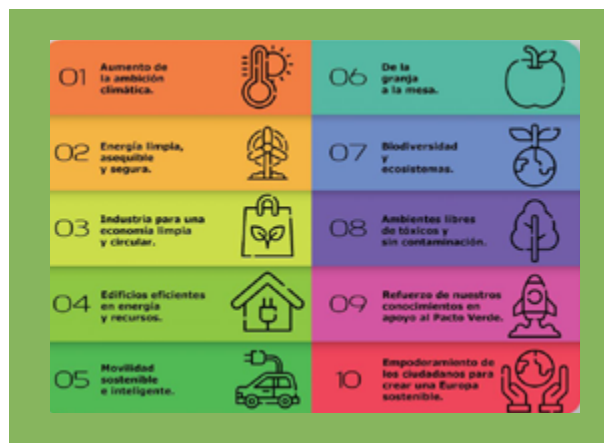 01
Aumento de
la ambición
climática.
02
Energía limpia,
asequible
y segura.
03
Industria para una
economía limpia
y circular.
04
Edificios eficientes
en energía
y recursos.
05
Movilidad
sostenible
e inteligente.
06
De la
granja
a la mesa.
07
Biodiversidad
y
ecosistemas.
08
Ambientes libres
de tóxicos y
sin contaminación.
09
Refuerzo de nuestros
conocimientos en
apoyo al Pacto Verde.
10
Empoderamiento de
los ciudadanos para
crear una Europa
sostenible.